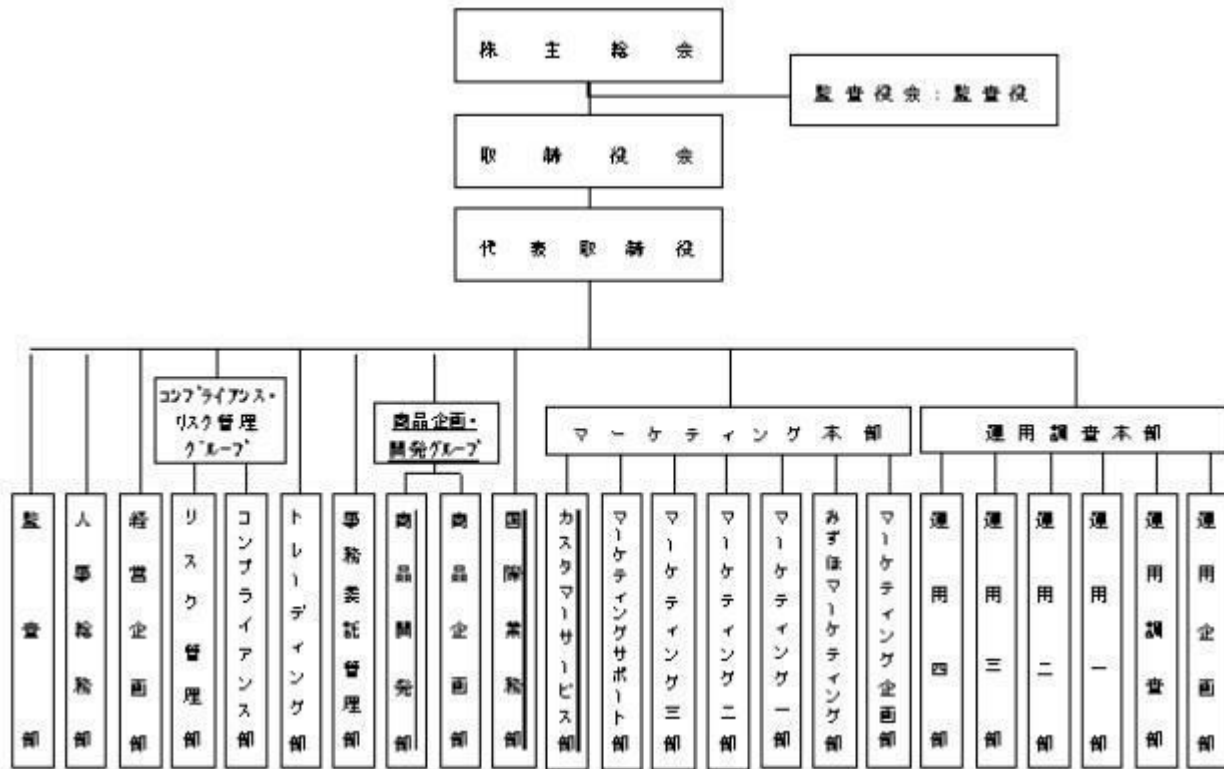 株主総会
監査役会:監査役
取締役会
代表取締役
コンプライアンス・
リスク管理
グループ
商品企画・
開発グループ
マーケティング本部
運用調査本部
監査部
人事総務部
経営企画部
リスク管理部
コンプライアンス部
トレーディング部
事務委託管理部
商品開発部
商品企画部
国際業務部
カスタマーサービス部
マーケティングサポート部
マーケティング三部
マーケティング二部
マーケティング一部
みずほマーケティング部
マーケティング企画部
運用四部
運用三部
運用二部
運用一部
運用調査部
運用企画部